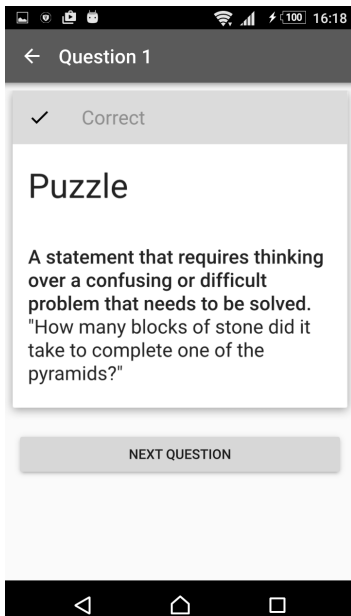 100 16:18
Question 1
Correct
Puzzle
A statement that requires thinking
over a confusing or difficult
problem that needs to be solved.
"How many blocks of stone did it
take to complete one of the
pyramids?"
NEXT QUESTION